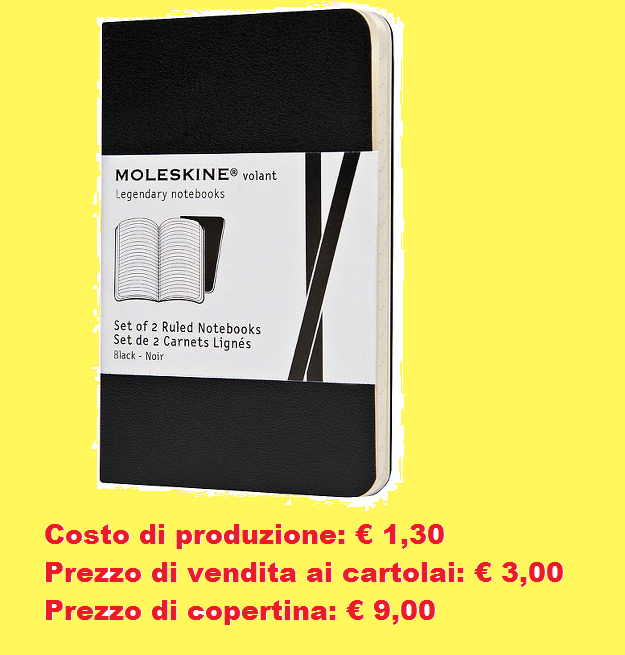 MOLESKINE® volant
Legendary notebooks
Set of 2 Ruled Notebooks
Set de 2 Carnets Lignés
Black - Noir
Costo di produzione: € 1,30
Prezzo di vendita ai cartolai: € 3,00
Prezzo di copertina: € 9,00